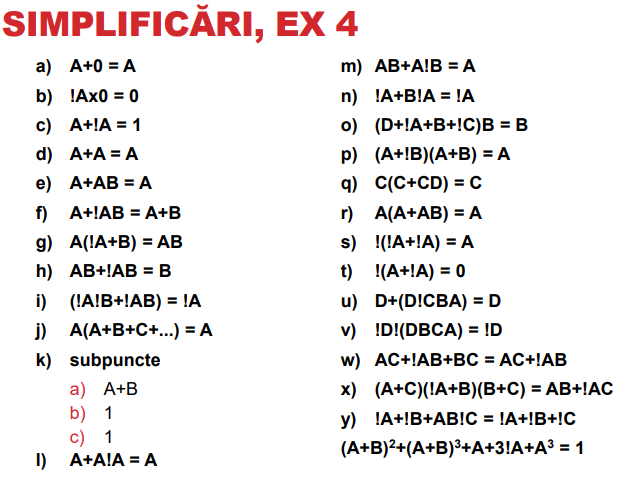 SIMPLIFICĂRI, EX 4
a) A+0 = A
b) !Ax0 = 0
c) A+!A = 1
d) A+A = A
e) A+AB = A
f) A+!AB = A+B
g) A(!A+B) = AB
h) AB+!AB = B
i) (!A!B+!AB) = !A
j) A(A+B+C+...) = A
k) subpuncte
a) A+B
b) 1
c) 1
l) A+A!A = A
m) AB+A!B = A
n) !A+B!A = !A
o) (D+!A+B+!C)B = B
p) (A+!B)(A+B) = A
q) C(C+CD) = C
r) A(A+AB) = A
s) !(!A+!A) = A
t) !(A+!A) = 0
u) D+(D!CBA) = D
v) !D!(DBCA) = !D
w) AC+!AB+BC = AC+!AB
x) (A+C)(!A+B)(B+C) = AB+!AC
y) !A+!B+AB!C = !A+!B+!C
(A+B)²+(A+B)³+A+3!A+A³ = 1